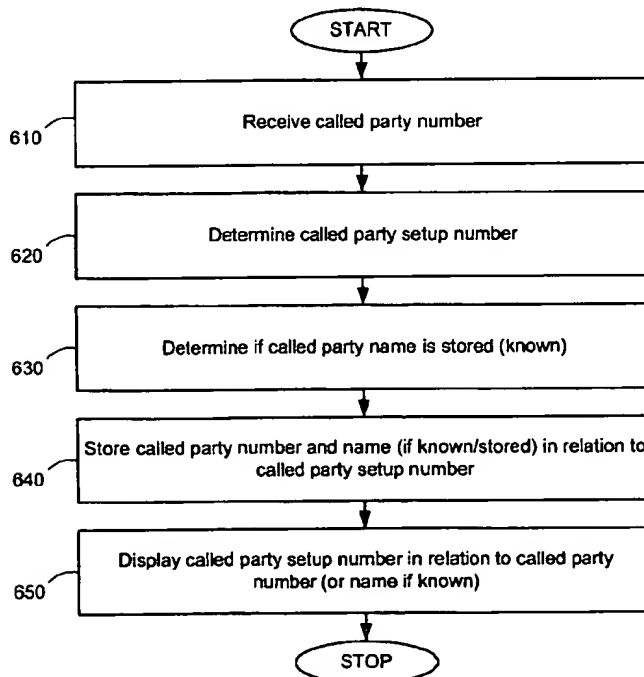 START
610
Receive called party number
620
Determine called party setup number
630
Determine if called party name is stored (known)
640
Store called party number and name (if known/stored) in relation to
called party setup number
650
Display called party setup number in relation to called party
number (or name if known)
STOP